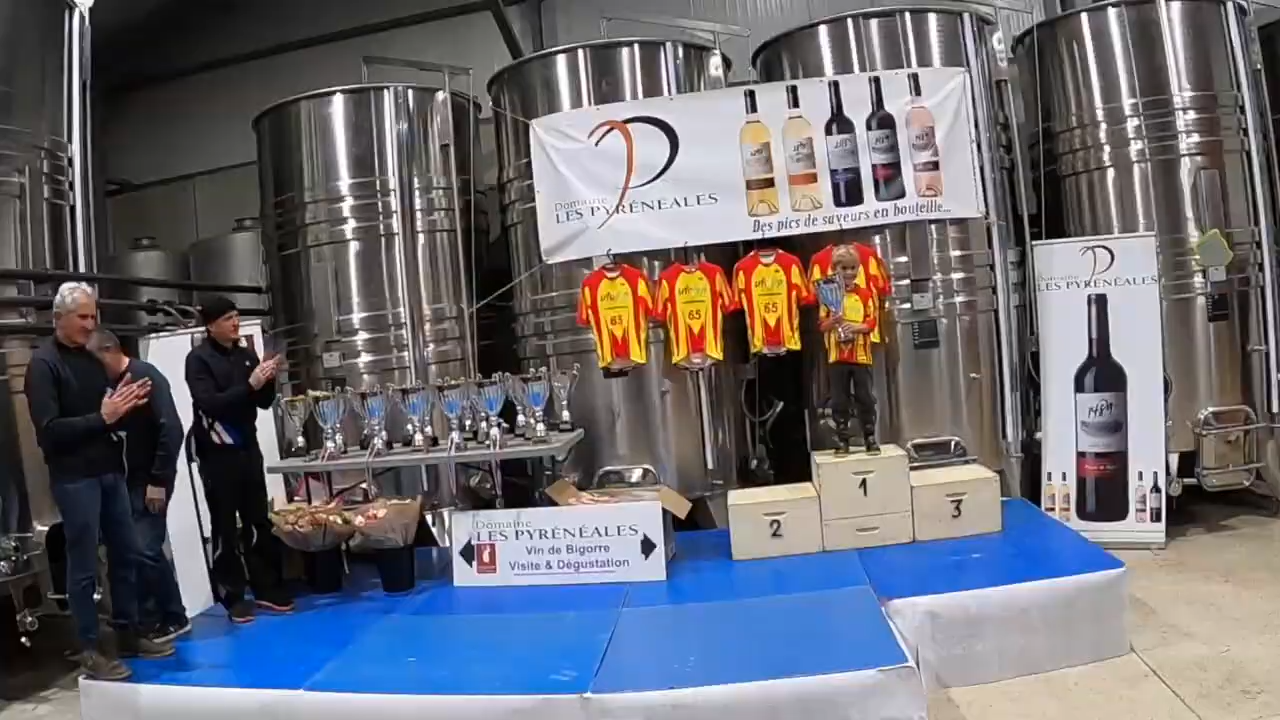 Domaine
LES PYRÉNÉALES
Des pics de saveurs en bouteille...
Domaine
LES PYRÉNÉALES
65
65
65
1
2
3
Domaine
LES PYRÉNÉALES
Vin de Bigorre
Visite & Dégustation